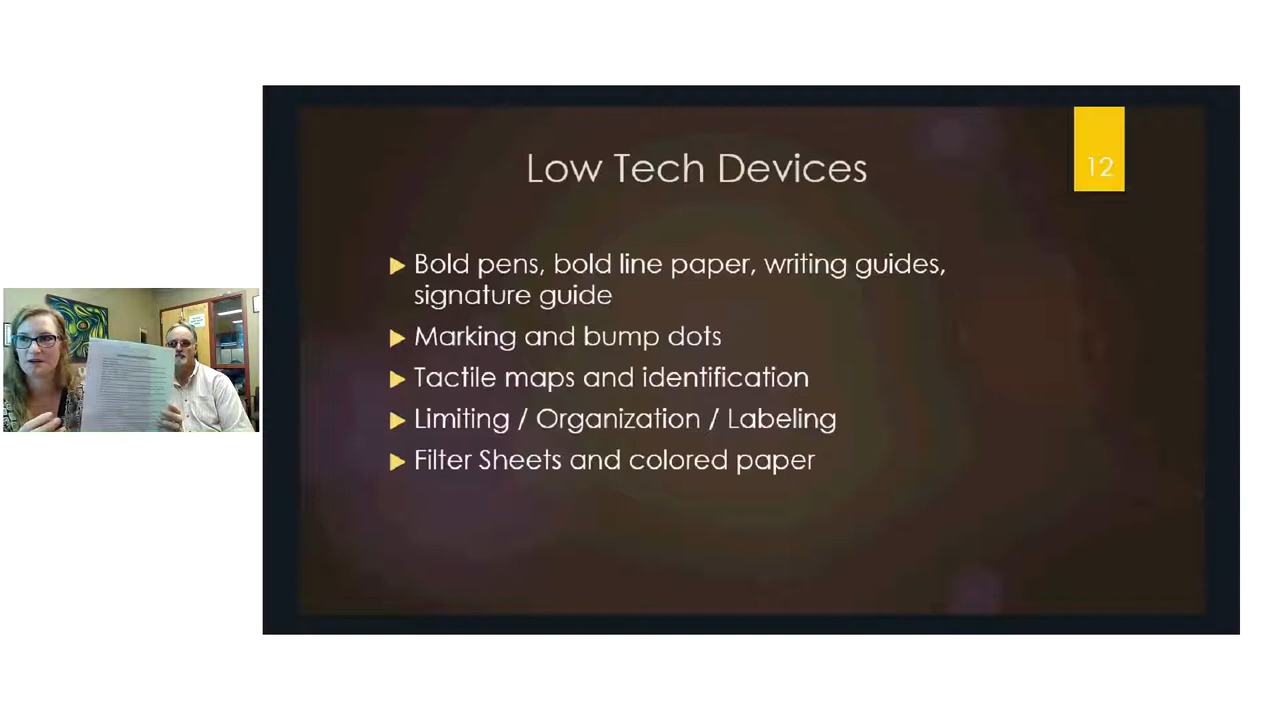 12
Low Tech Devices
Bold pens, bold line paper, writing guides,
signature guide
Marking and bump dots
Tactile maps and identification
Limiting / Organization / Labeling
Filter Sheets and colored paper